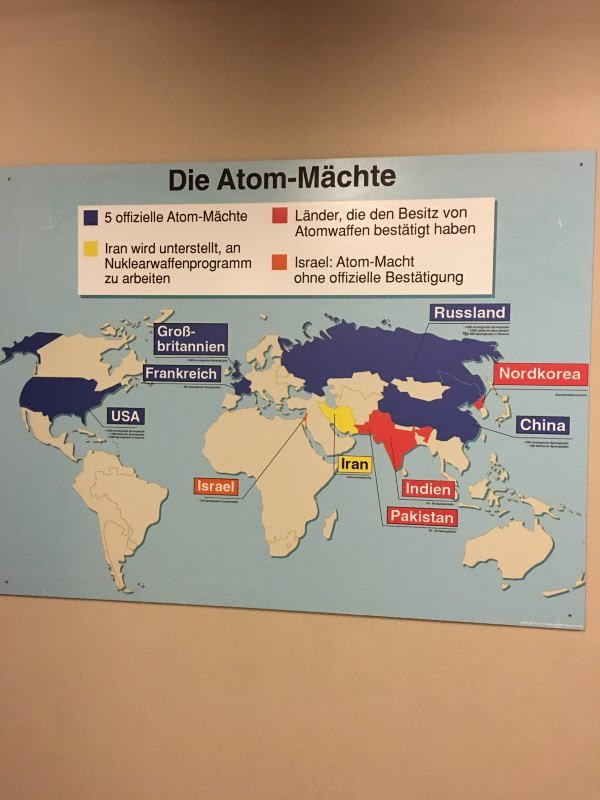 Die Atom-Mächte
5 offizielle Atom-Mächte
Iran wird unterstellt, an
Nuklearwaffenprogramm
zu arbeiten
Länder, die den Besitz von
Atomwaffen bestätigt haben
Israel: Atom-Macht
ohne offizielle Bestätigung
Russland
Groß-
britannien
Frankreich
Nordkorea
USA
China
Iran
Israel
Indien
Pakistan